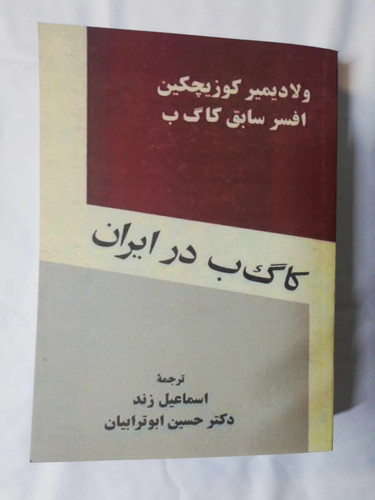 ولادیمیر کوزیچکین
افسر سابق کاگ ب
کاگ‌ب در ایران
ترجمهٔ
اسماعیل زند
دکتر حسین ابوترابیان